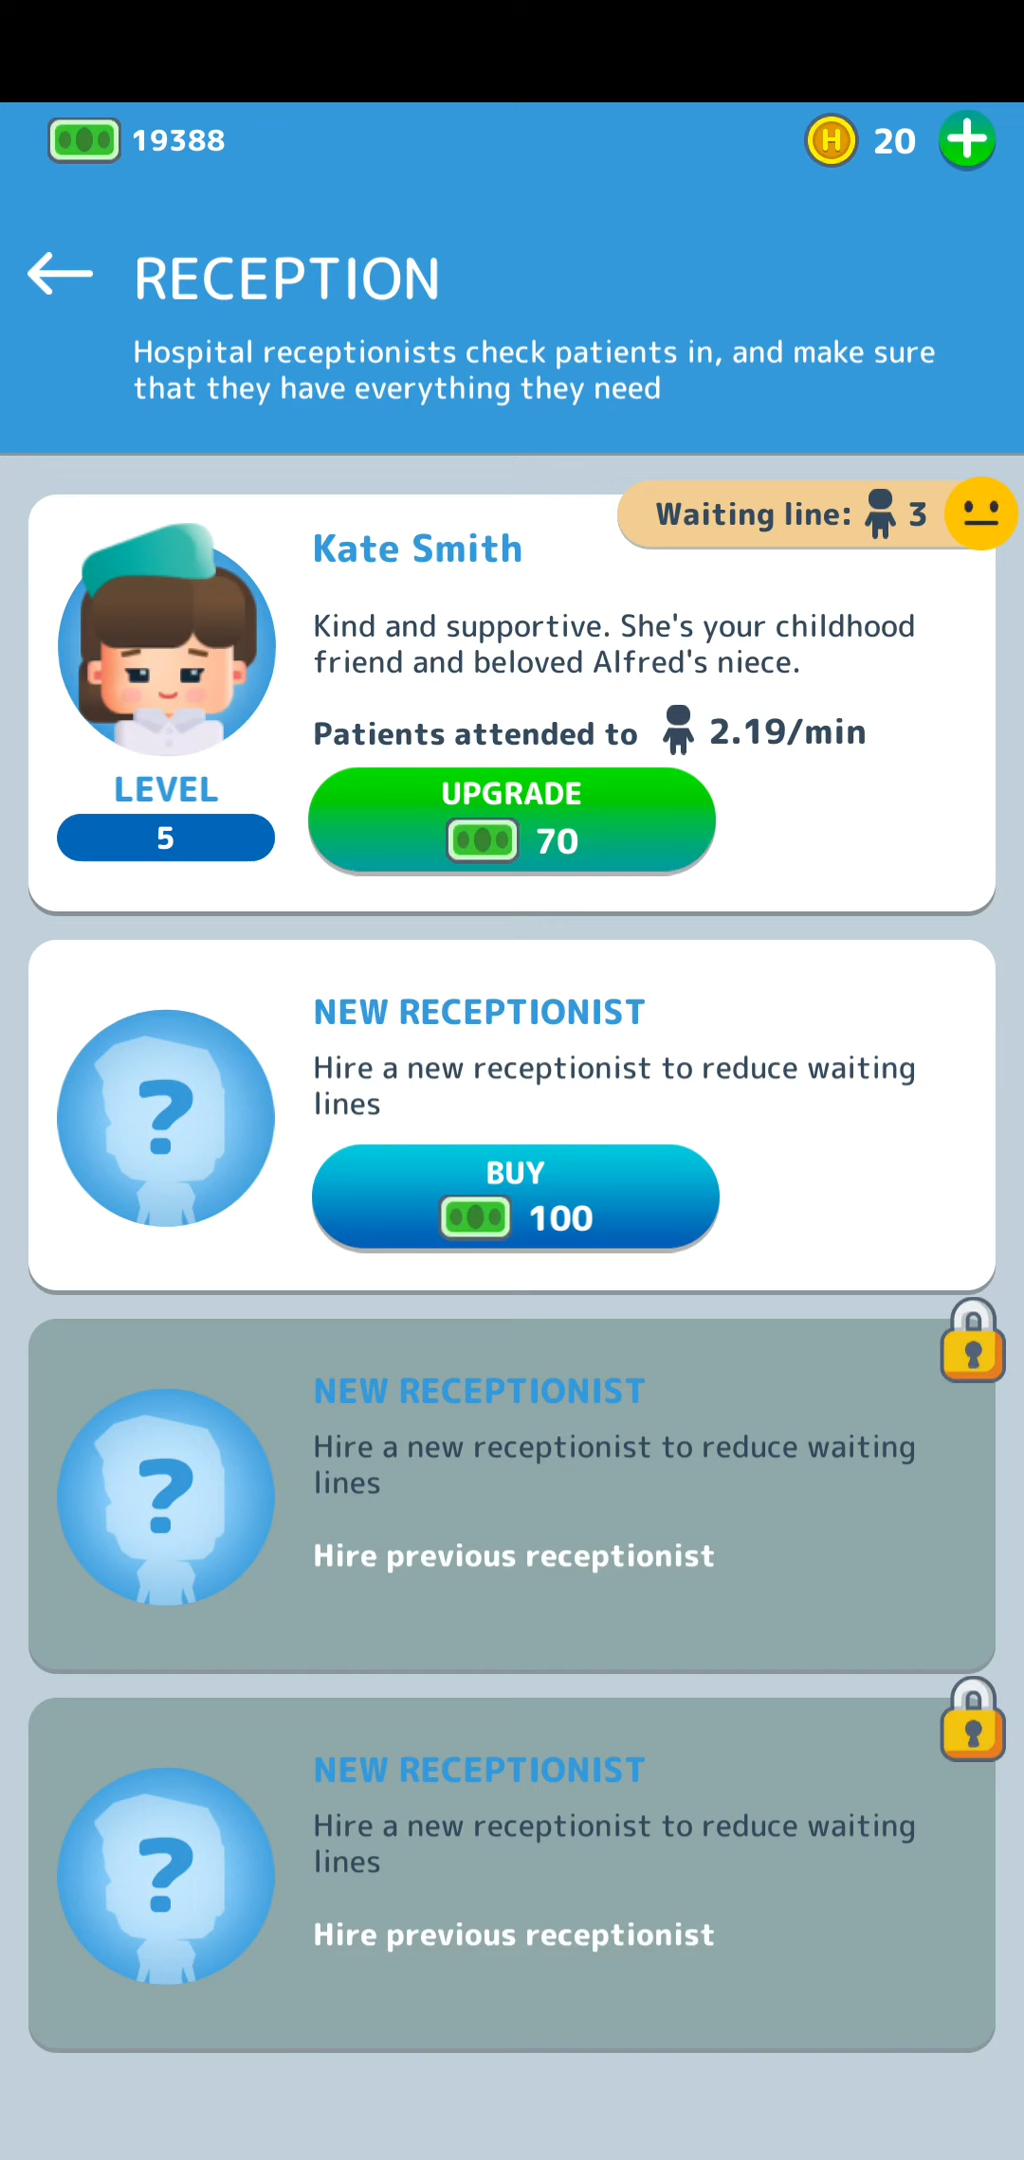 19388
H 20
RECEPTION
Hospital receptionists check patients in, and make sure
that they have everything they need
Waiting line: 3
Kate Smith
Kind and supportive. She's your childhood
friend and beloved Alfred's niece.
Patients attended to 2.19/min
LEVEL
5
UPGRADE
70
NEW RECEPTIONIST
Hire a new receptionist to reduce waiting
lines
?
BUY
100
NEW RECEPTIONIST
Hire a new receptionist to reduce waiting
lines
?
Hire previous receptionist
NEW RECEPTIONIST
Hire a new receptionist to reduce waiting
lines
?
Hire previous receptionist